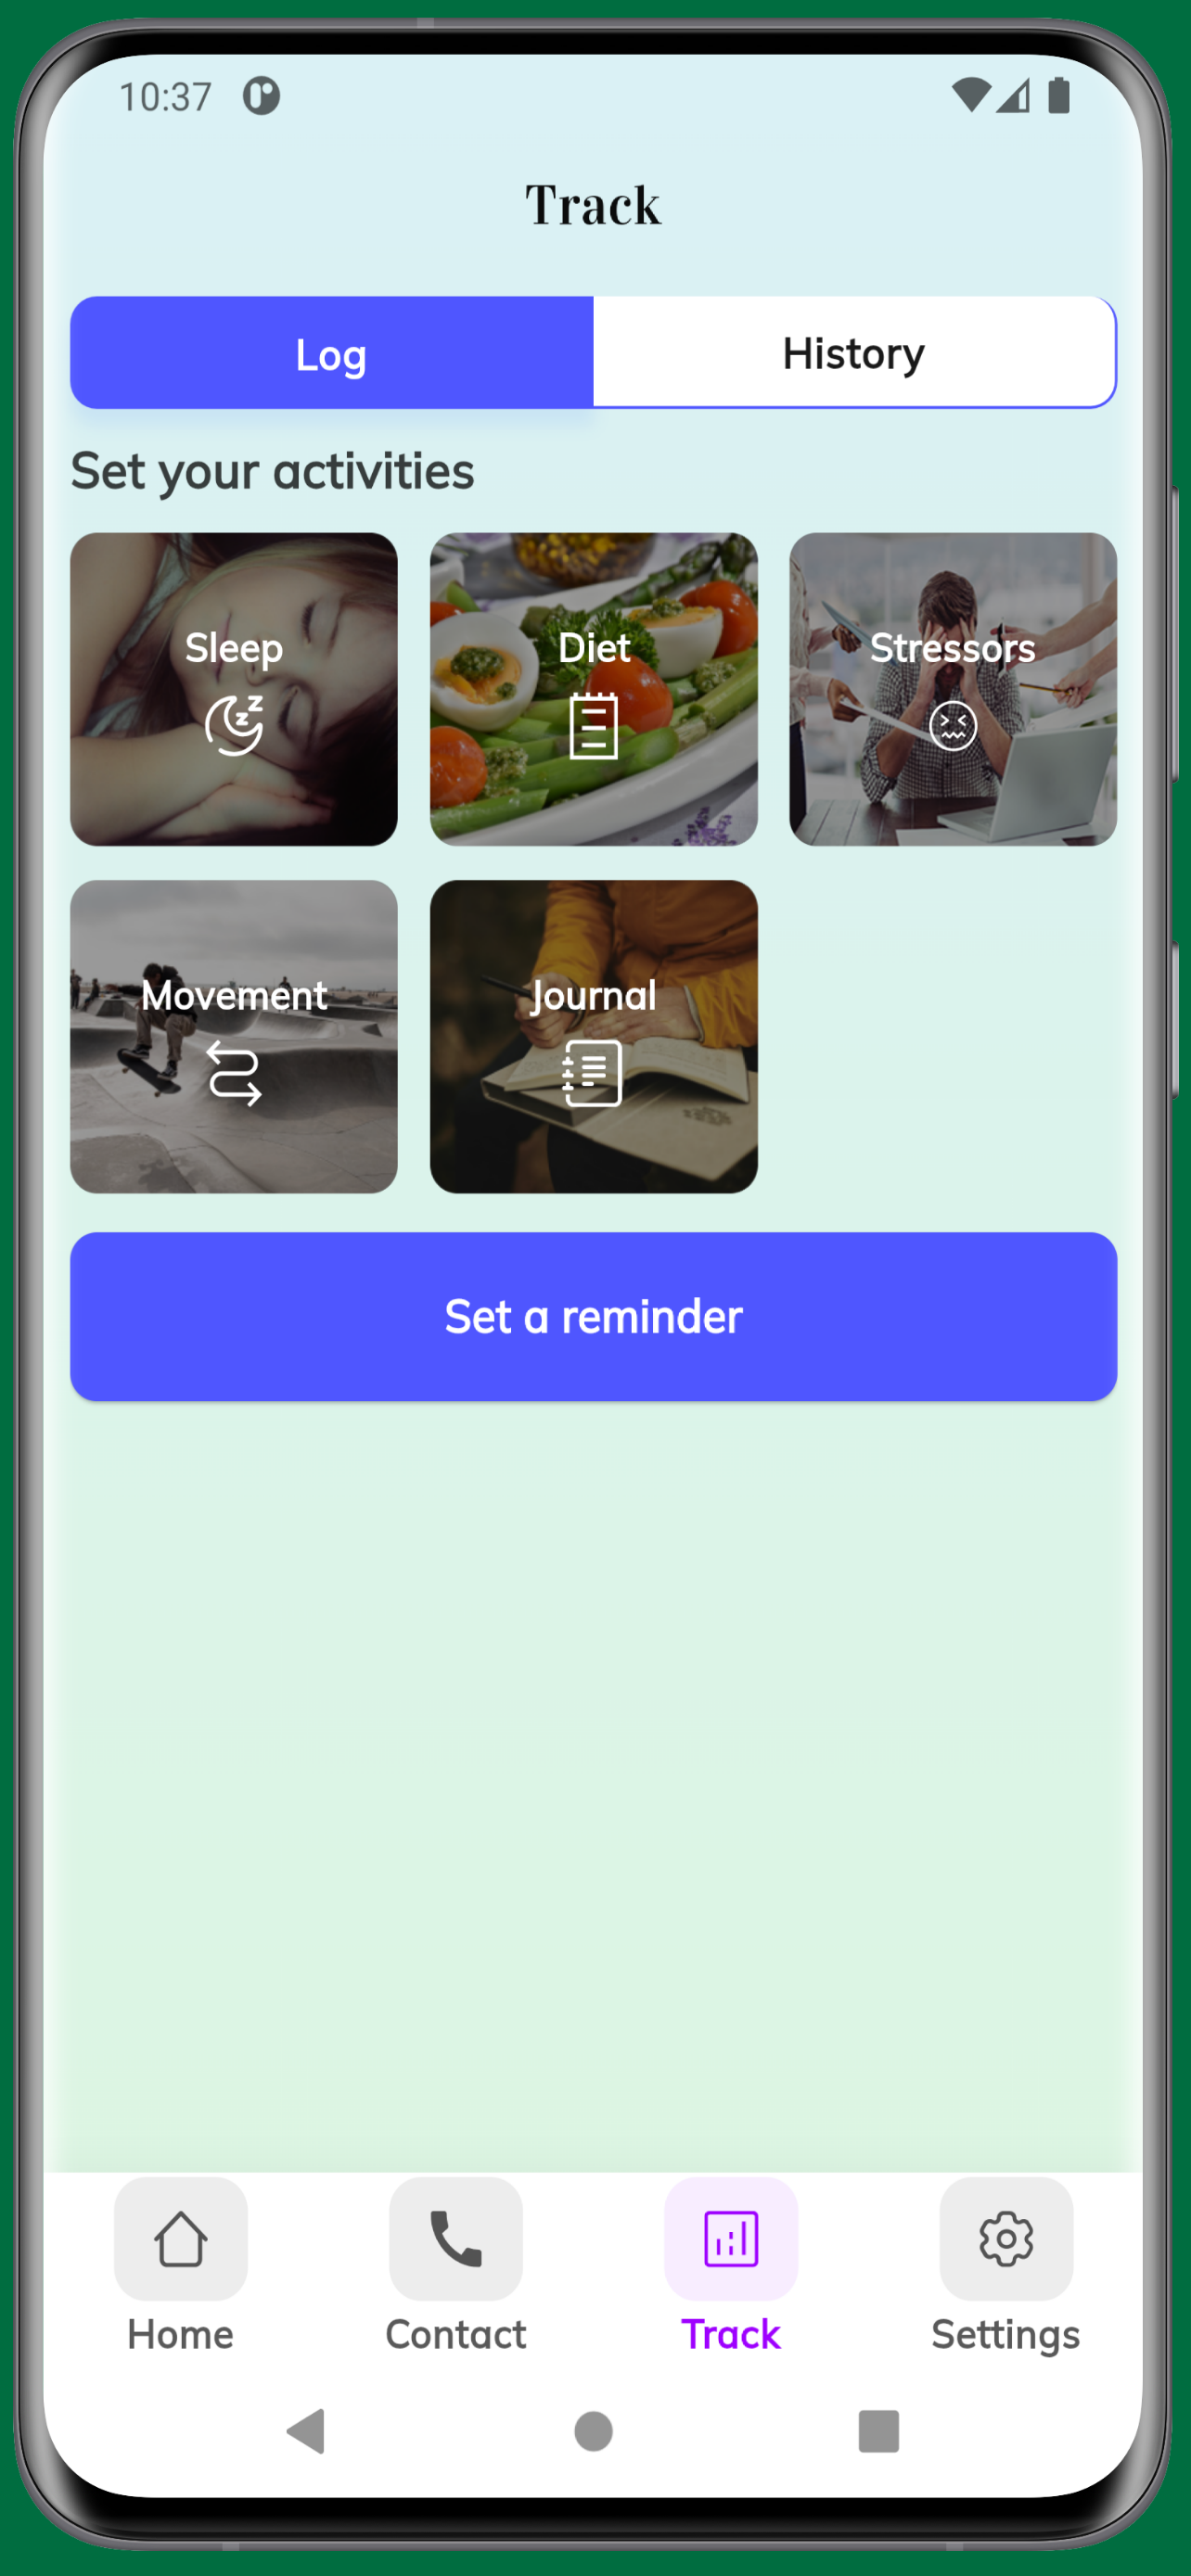 10:37
Track
Log
History
Set your activities
Sleep
Diet
Stressors
Movement
Journal
Set a reminder
Home
Contact
Track
Settings